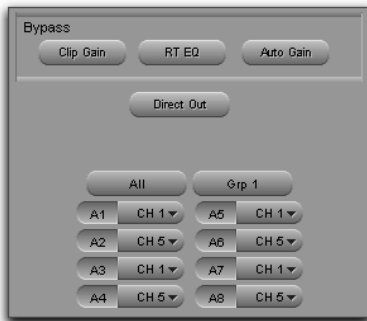 Bypass
Clip Gain RT EQ Auto Gain
Direct Out
All Grp 1
A1 CH 1 A5 CH 1
A2 CH 5 A6 CH 5
A3 CH 1 A7 CH 1
A4 CH 5 A8 CH 5